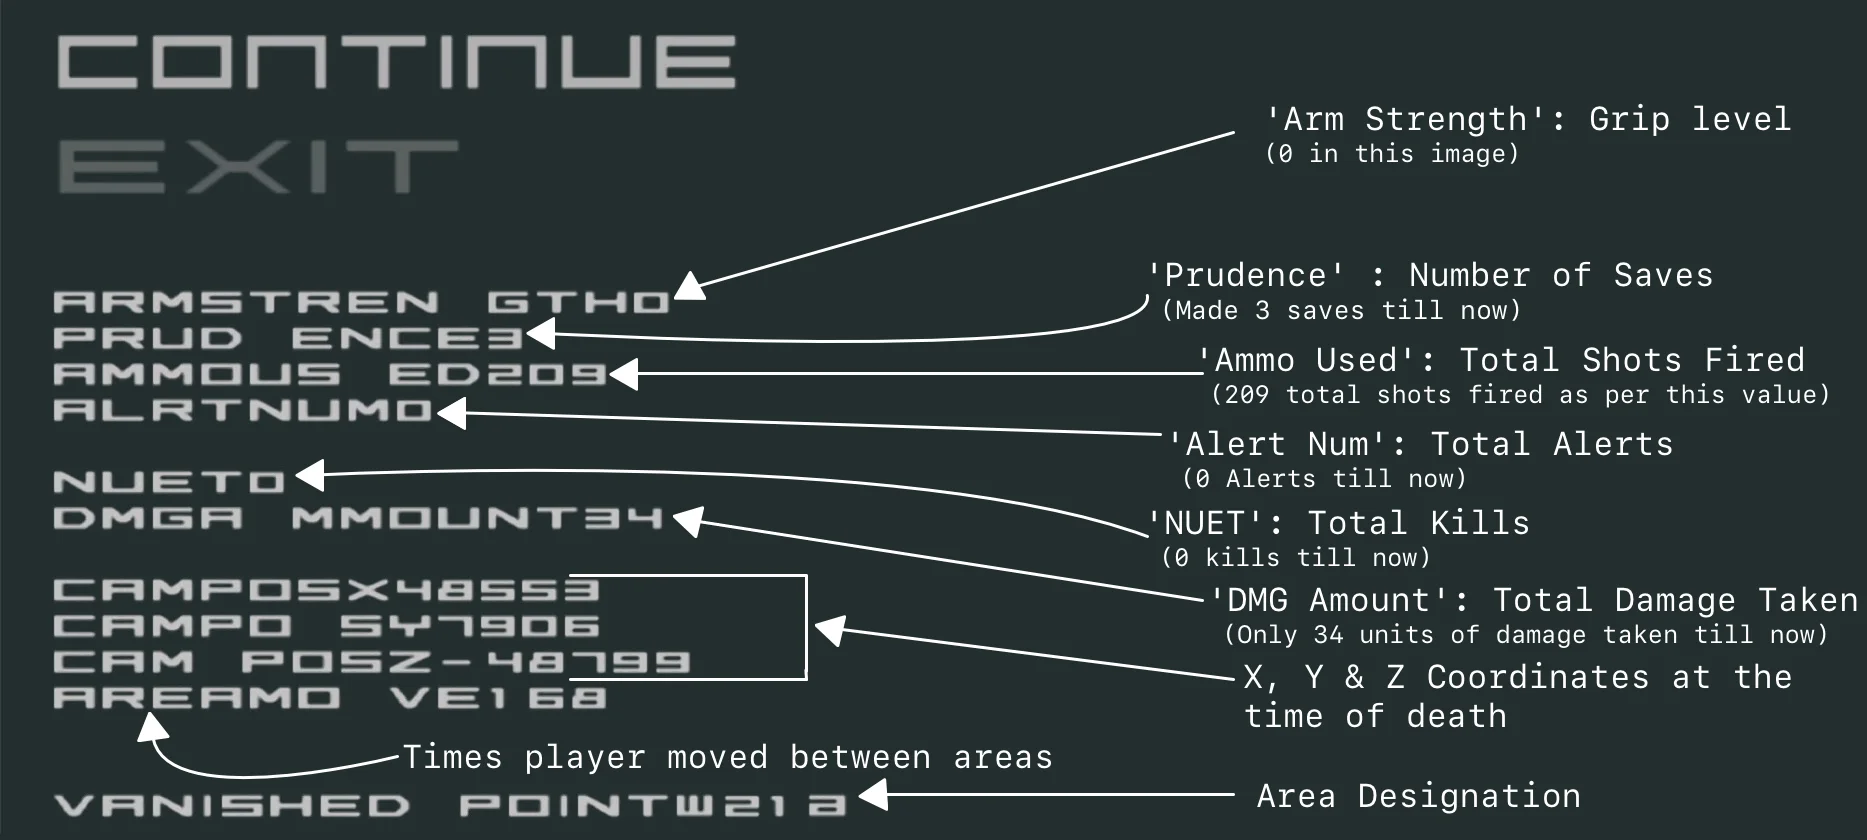 CONTINUE
EXIT
'Arm Strength': Grip level
(0 in this image)
ARMSTREN GTH0
'Prudence' : Number of Saves
(Made 3 saves till now)
PRUD ENCE3
'Ammo Used': Total Shots Fired
(209 total shots fired as per this value)
AMMOUS ED209
ALRTNUM0
'Alert Num': Total Alerts
(0 Alerts till now)
NUET0
'NUET': Total Kills
(0 kills till now)
DMGA MMOUNT34
'DMG Amount': Total Damage Taken
(Only 34 units of damage taken till now)
CAMPOSX48553
CAMPO SY7906
CAM POSZ-48799
X, Y & Z Coordinates at the
time of death
AREAMO VE168
Times player moved between areas
VANISHED POINTW21 a
Area Designation